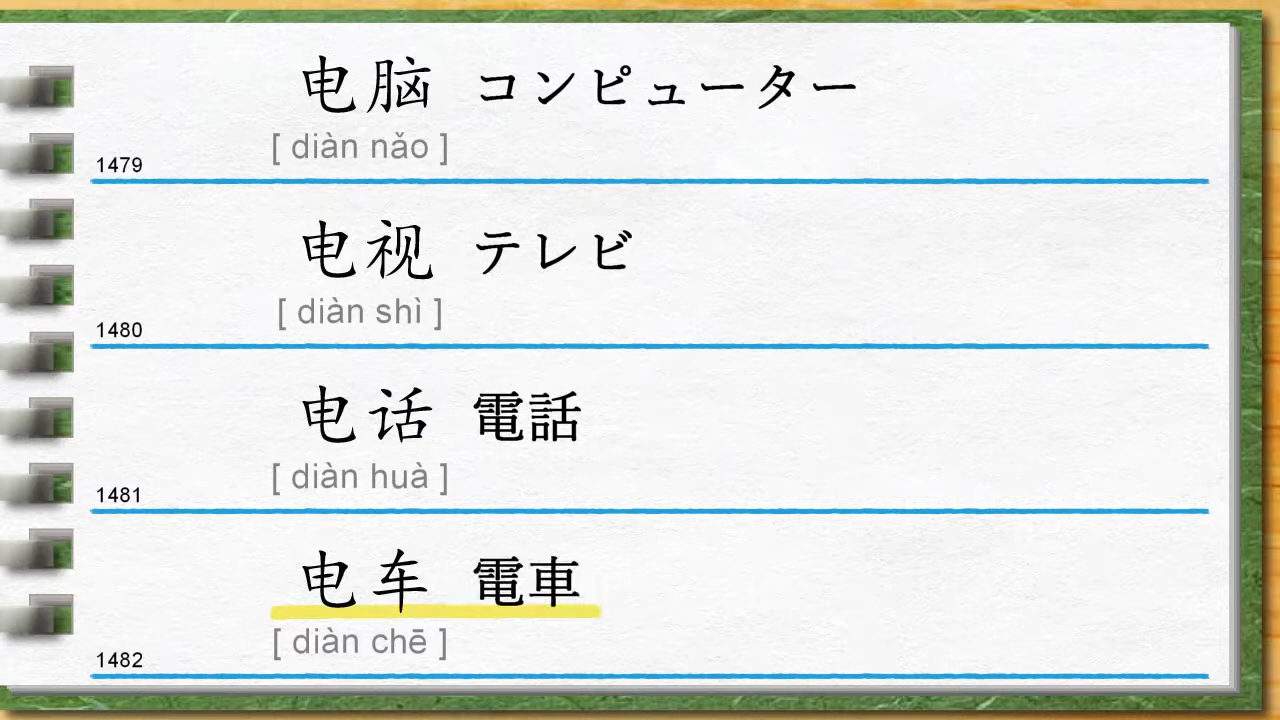 电脑 コンピューター
[ diàn nǎo ]
1479
电视 テレビ
[ diàn shì ]
1480
电话 電話
[ diàn huà ]
1481
电车 電車
[ diàn chē ]
1482